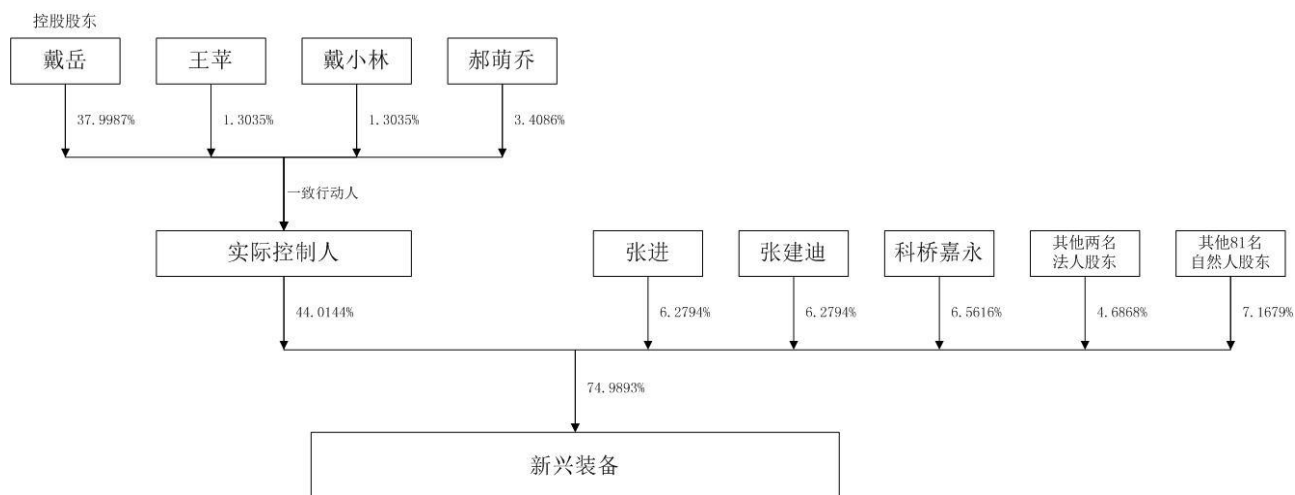 控股股东
戴岳
王苹
戴小林
郝萌乔
37.9987%
1.3035%
1.3035%
3.4086%
一致行动人
实际控制人
张进
张建迪
科桥嘉永
其他两名
法人股东
其他81名
自然人股东
44.0144%
6.2794%
6.2794%
6.5616%
4.6868%
7.1679%
74.9893%
新兴装备